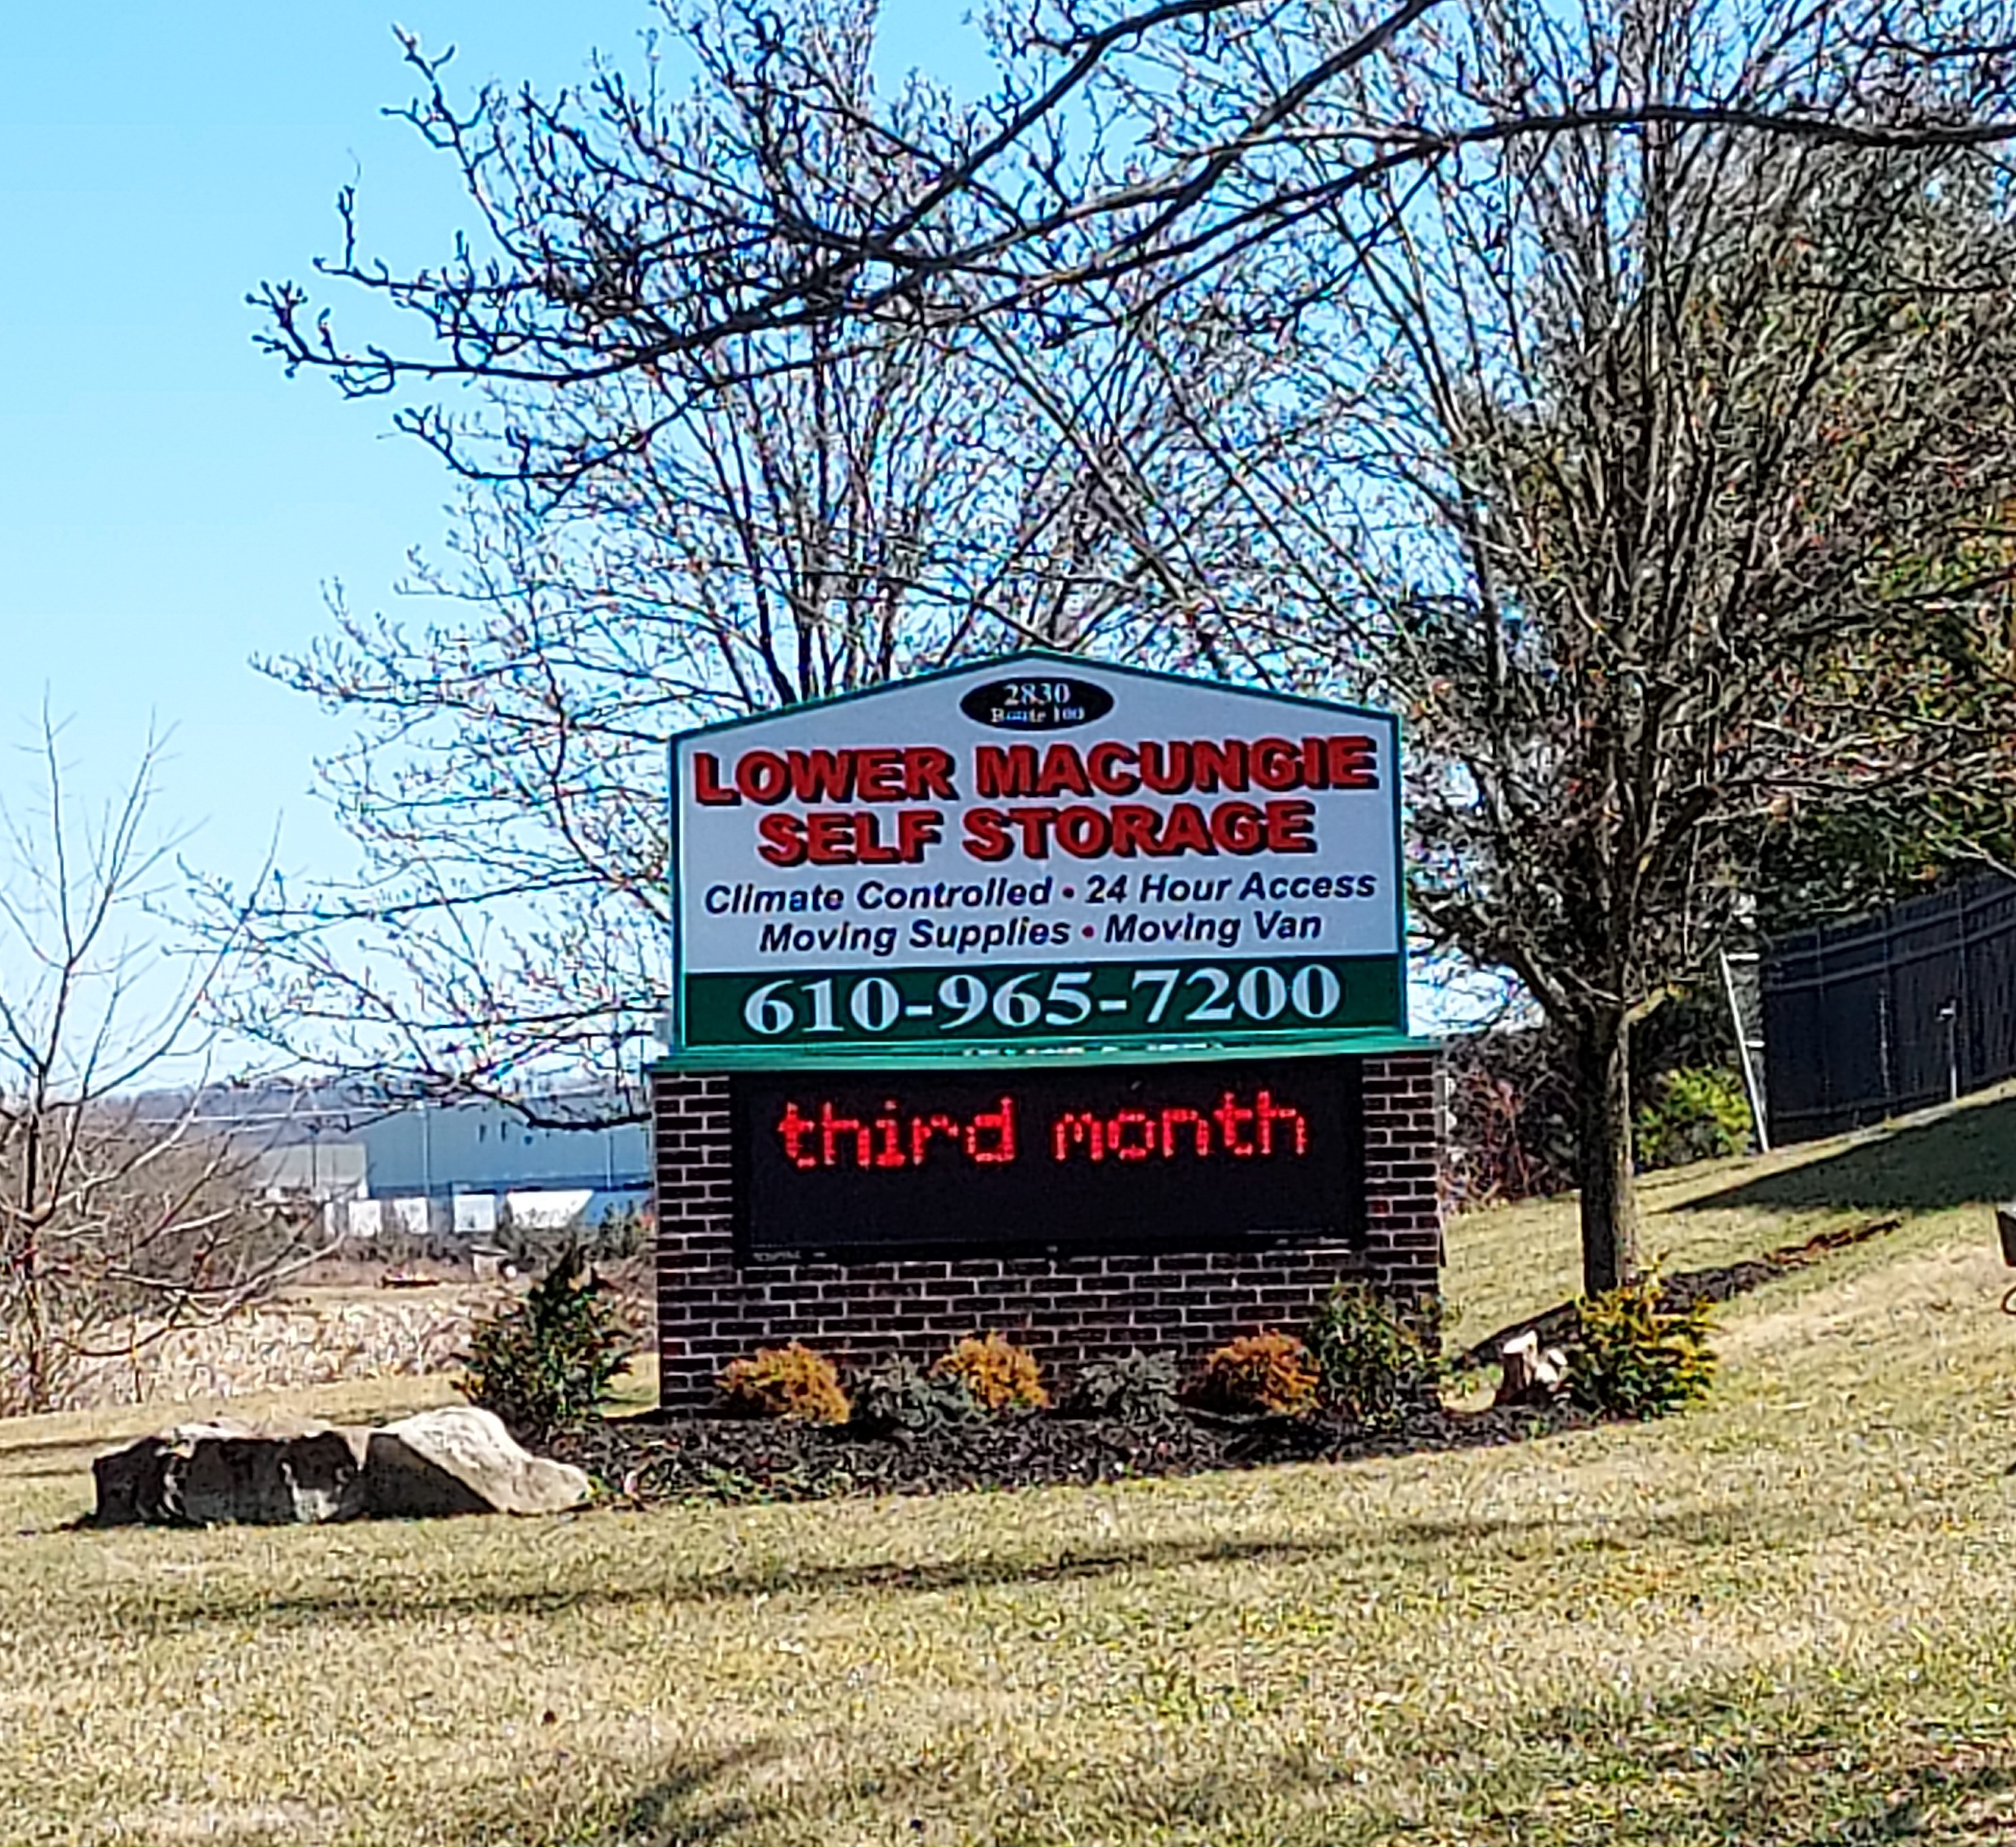 2830
Route 100
LOWER MACUNGIE
SELF STORAGE
Climate Controlled • 24 Hour Access
Moving Supplies • Moving Van
610-965-7200
third month